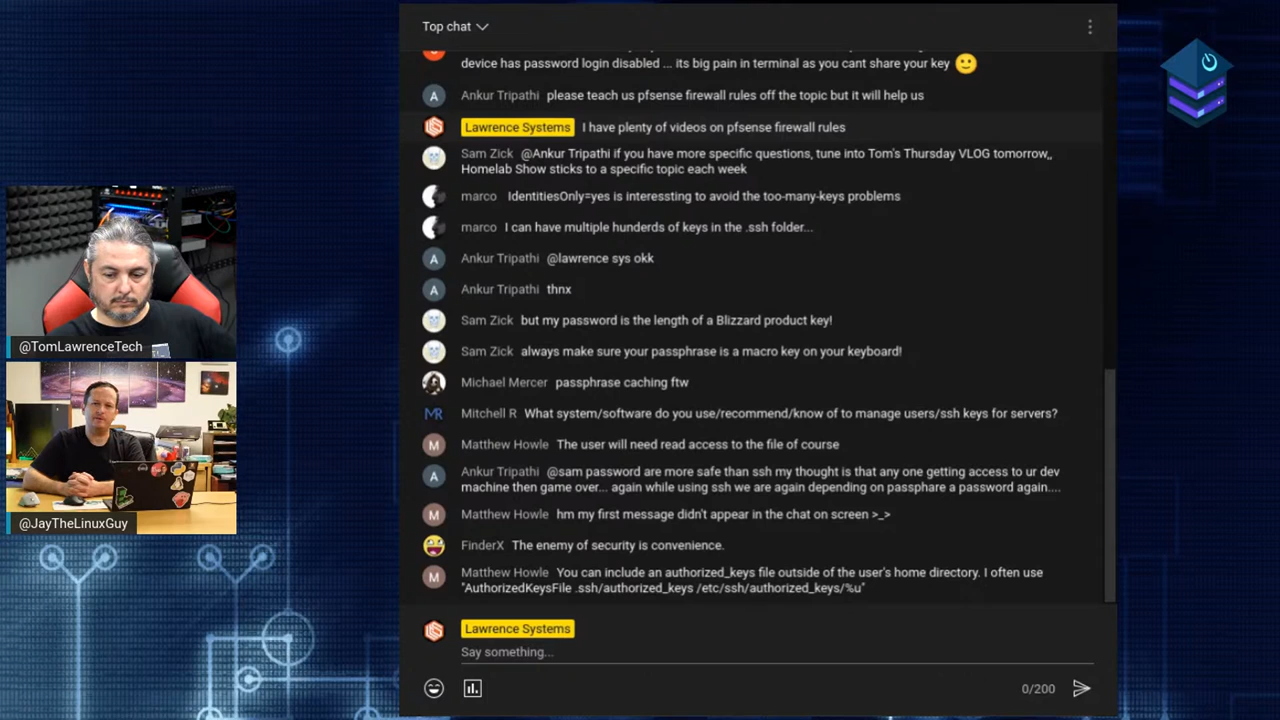 Top chat
device has password login disabled ... its big pain in terminal as you cant share your key
A Ankur Tripathi please teach us pfsense firewall rules off the topic but it will help us
Lawrence Systems I have plenty of videos on pfsense firewall rules
Sam Zick @Ankur Tripathi if you have more specific questions, tune into Tom's Thursday VLOG tomorrow,,
Homelab Show sticks to a specific topic each week
marco IdentitiesOnly=yes is interessting to avoid the too-many-keys problems
marco I can have multiple hunderds of keys in the .ssh folder...
A Ankur Tripathi @lawrence sys okk
A Ankur Tripathi thnx
Sam Zick but my password is the length of a Blizzard product key!
Sam Zick always make sure your passphrase is a macro key on your keyboard!
Michael Mercer passphrase caching ftw
MR Mitchell R What system/software do you use/recommend/know of to manage users/ssh keys for servers?
M Matthew Howle The user will need read access to the file of course
A Ankur Tripathi @sam password are more safe than ssh my thought is that any one getting access to ur dev
machine then game over... again while using ssh we are again depending on passphare a password again....
M Matthew Howle hm my first message didn't appear in the chat on screen >_>
FinderX The enemy of security is convenience.
M Matthew Howle You can include an authorized_keys file outside of the user's home directory. I often use
"AuthorizedKeysFile .ssh/authorized_keys /etc/ssh/authorized_keys/%u"
Lawrence Systems
Say something...
0/200
@TomLawrenceTech
@JayTheLinuxGuy